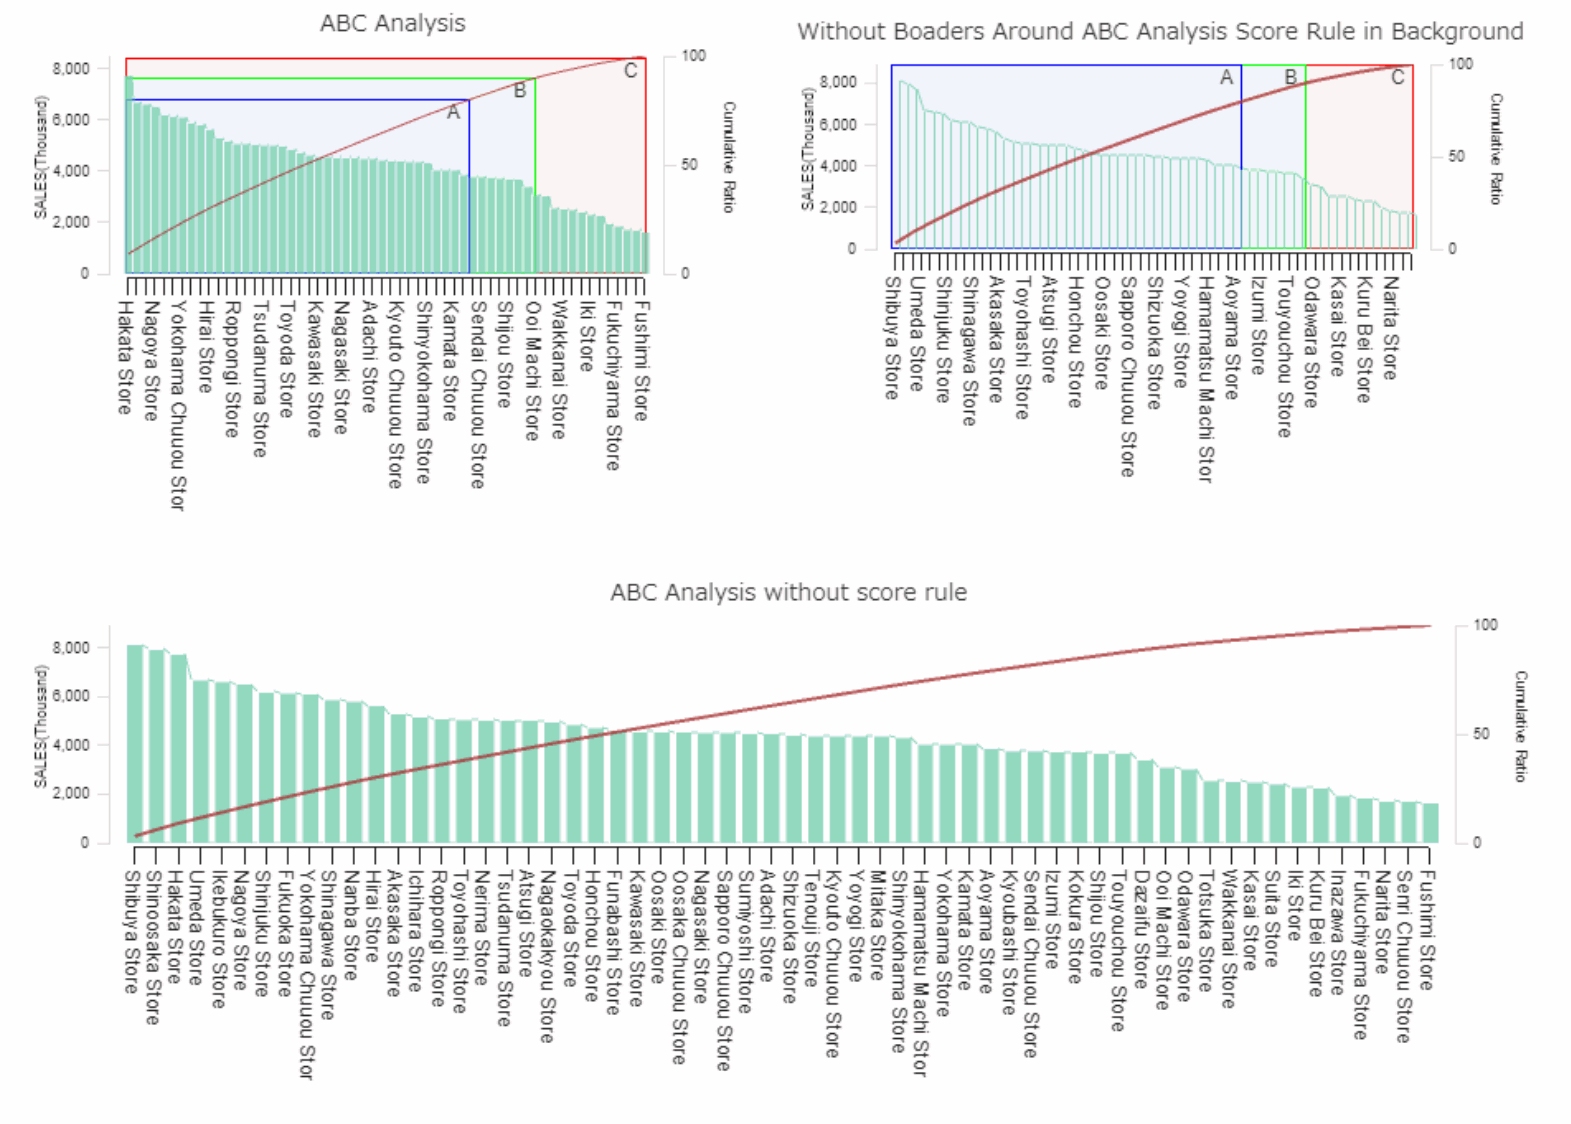 ABC Analysis
8,000
6,000
4,000
2,000
0
SALES(Thousand)
A
B
C
100
50
0
Cumulative Ratio
Hakata Store
Nagoya Store
Yokohama Chuuou Stor
Hirai Store
Roppongi Store
Tsudanuma Store
Toyoda Store
Kawasaki Store
Nagasaki Store
Adachi Store
Kyouto Chuuou Store
Shinyokohama Store
Kamata Store
Sendai Chuuou Store
Shijou Store
Ooi Machi Store
Wakkanai Store
Iki Store
Fukuchiyama Store
Fushimi Store
Without Boaders Around ABC Analysis Score Rule in Background
8,000
6,000
4,000
2,000
0
SALES(Thousand)
A
B
C
100
50
0
Cumulative Ratio
Shibuya Store
Umeda Store
Shinjuku Store
Shinagawa Store
Akasaka Store
Toyohashi Store
Atsugi Store
Honchou Store
Oosaki Store
Sapporo Chuuou Store
Shizuoka Store
Yoyogi Store
Hamamatsu Machi Stor
Aoyama Store
Izumi Store
Touyouchou Store
Odawara Store
Kasai Store
Kuru Bei Store
Narita Store
ABC Analysis without score rule
8,000
6,000
4,000
2,000
0
SALES(Thousand)
100
50
0
Cumulative Ratio
Shibuya Store
Shinoosaka Store
Hakata Store
Umeda Store
Ikebukuro Store
Nagoya Store
Shinjuku Store
Fukuoka Store
Yokohama Chuuou Stor
Shinagawa Store
Nanba Store
Hirai Store
Akasaka Store
Ichihara Store
Roppongi Store
Toyohashi Store
Nerima Store
Tsudanuma Store
Atsugi Store
Nagaokakyou Store
Toyoda Store
Honchou Store
Funabashi Store
Kawasaki Store
Oosaki Store
Oosaka Chuuou Store
Nagasaki Store
Sapporo Chuuou Store
Sumiyoshi Store
Adachi Store
Shizuoka Store
Tenouji Store
Kyouto Chuuou Store
Yoyogi Store
Mitaka Store
Shinyokohama Store
Hamamatsu Machi Stor
Yokohama Store
Kamata Store
Aoyama Store
Kyoubashi Store
Sendai Chuuou Store
Izumi Store
Kokura Store
Shijou Store
Touyouchou Store
Dazaifu Store
Ooi Machi Store
Odawara Store
Totsuka Store
Wakkanai Store
Kasai Store
Suita Store
Iki Store
Kuru Bei Store
Inazawa Store
Fukuchiyama Store
Narita Store
Senri Chuuou Store
Fushimi Store